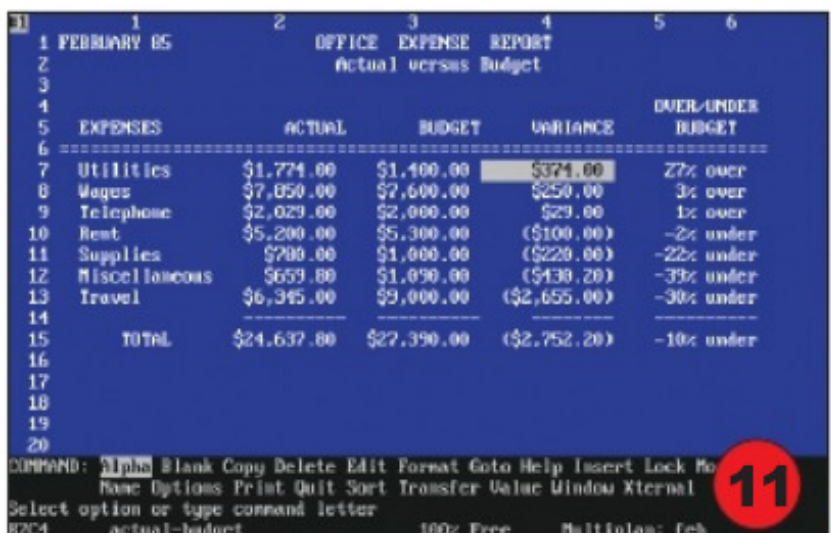 #1 1 2 3 4 5 6
1 FEBRUARY 85 OFFICE EXPENSE REPORT
2 Actual versus Budget
3
4 OVER/UNDER
5 EXPENSES ACTUAL BUDGET VARIANCE BUDGET
6 ================================================
7 Utilities $1,774.00 $1,400.00 $374.00 27% over
8 Wages $7,850.00 $7,600.00 $250.00 3% over
9 Telephone $2,029.00 $2,000.00 $29.00 1% over
10 Rent $5,200.00 $5,300.00 ($100.00) -2% under
11 Supplies $780.00 $1,000.00 ($220.00) -22% under
12 Miscellaneous $659.80 $1,090.00 ($430.20) -39% under
13 Travel $6,345.00 $9,000.00 ($2,655.00) -30% under
14 ---------- ---------- ---------- ----------
15 TOTAL $24,637.80 $27,390.00 ($2,752.20) -10% under
16
17
18
19
20
COMMAND: Alpha Blank Copy Delete Edit Format Goto Help Insert Lock Mo
Name Options Print Quit Sort Transfer Value Window Xternal
Select option or type command letter
R7C4 actual-budget 100% Free Multiplan: feb
11